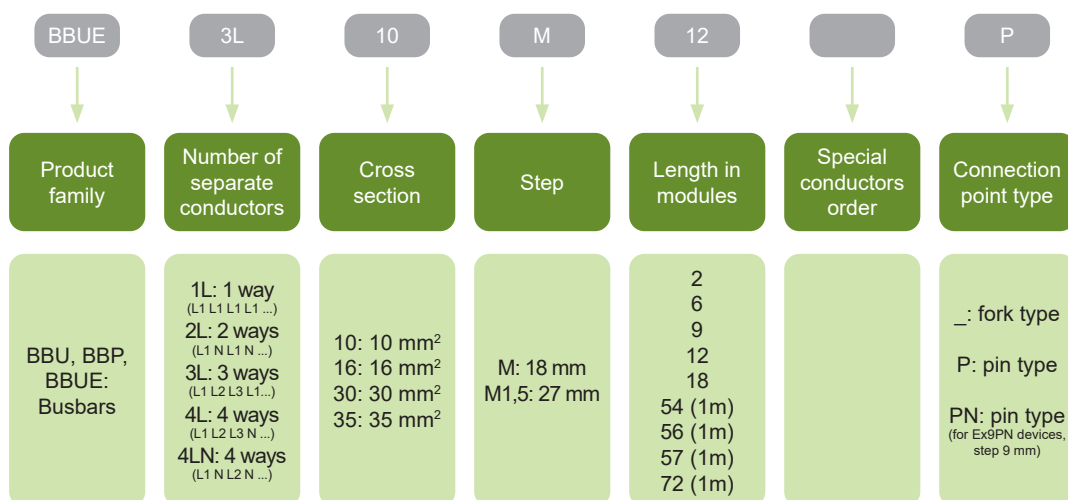 BBUE
3L
10
M
12
P
Product
family
Number of
separate
conductors
Cross
section
Step
Length in
modules
Special
conductors
order
Connection
point type
BBU, BBP,
BBUE:
Busbars
1L: 1 way
(L1 L1 L1 L1 ...)
2L: 2 ways
(L1 N L1 N ...)
3L: 3 ways
(L1 L2 L3 L1...)
4L: 4 ways
(L1 L2 L3 N ...)
4LN: 4 ways
(L1 N L2 N ...)
10: 10 mm²
16: 16 mm²
30: 30 mm²
35: 35 mm²
M: 18 mm
M1,5: 27 mm
2
6
9
12
18
54 (1m)
56 (1m)
57 (1m)
72 (1m)
_: fork type
P: pin type
PN: pin type
(for Ex9PN devices,
step 9 mm)